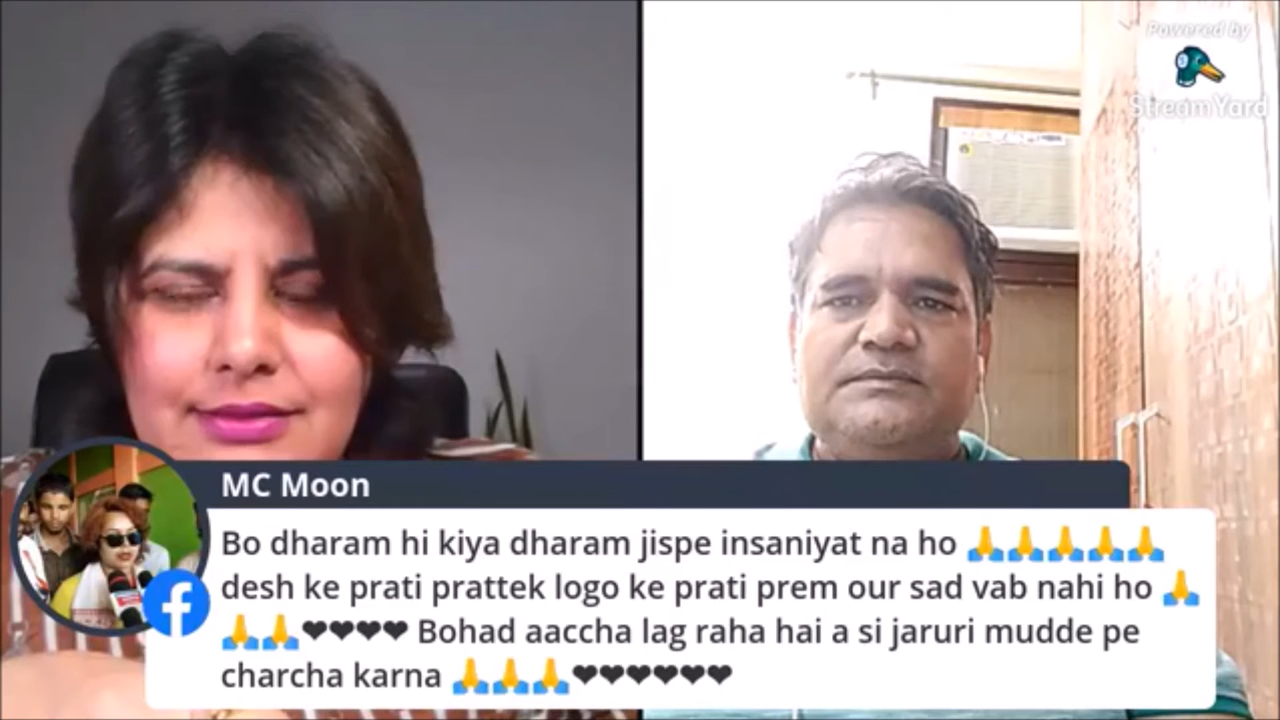 Powered by
StreamYard
MC Moon
Bo dharam hi kiya dharam jispe insaniyat na ho 🙏🙏🙏🙏🙏
desh ke prati prattek logo ke prati prem our sad vab nahi ho 🙏
🙏🙏❤❤❤❤ Bohad aaccha lag raha hai a si jaruri mudde pe
charcha karna 🙏🙏🙏❤❤❤❤❤❤